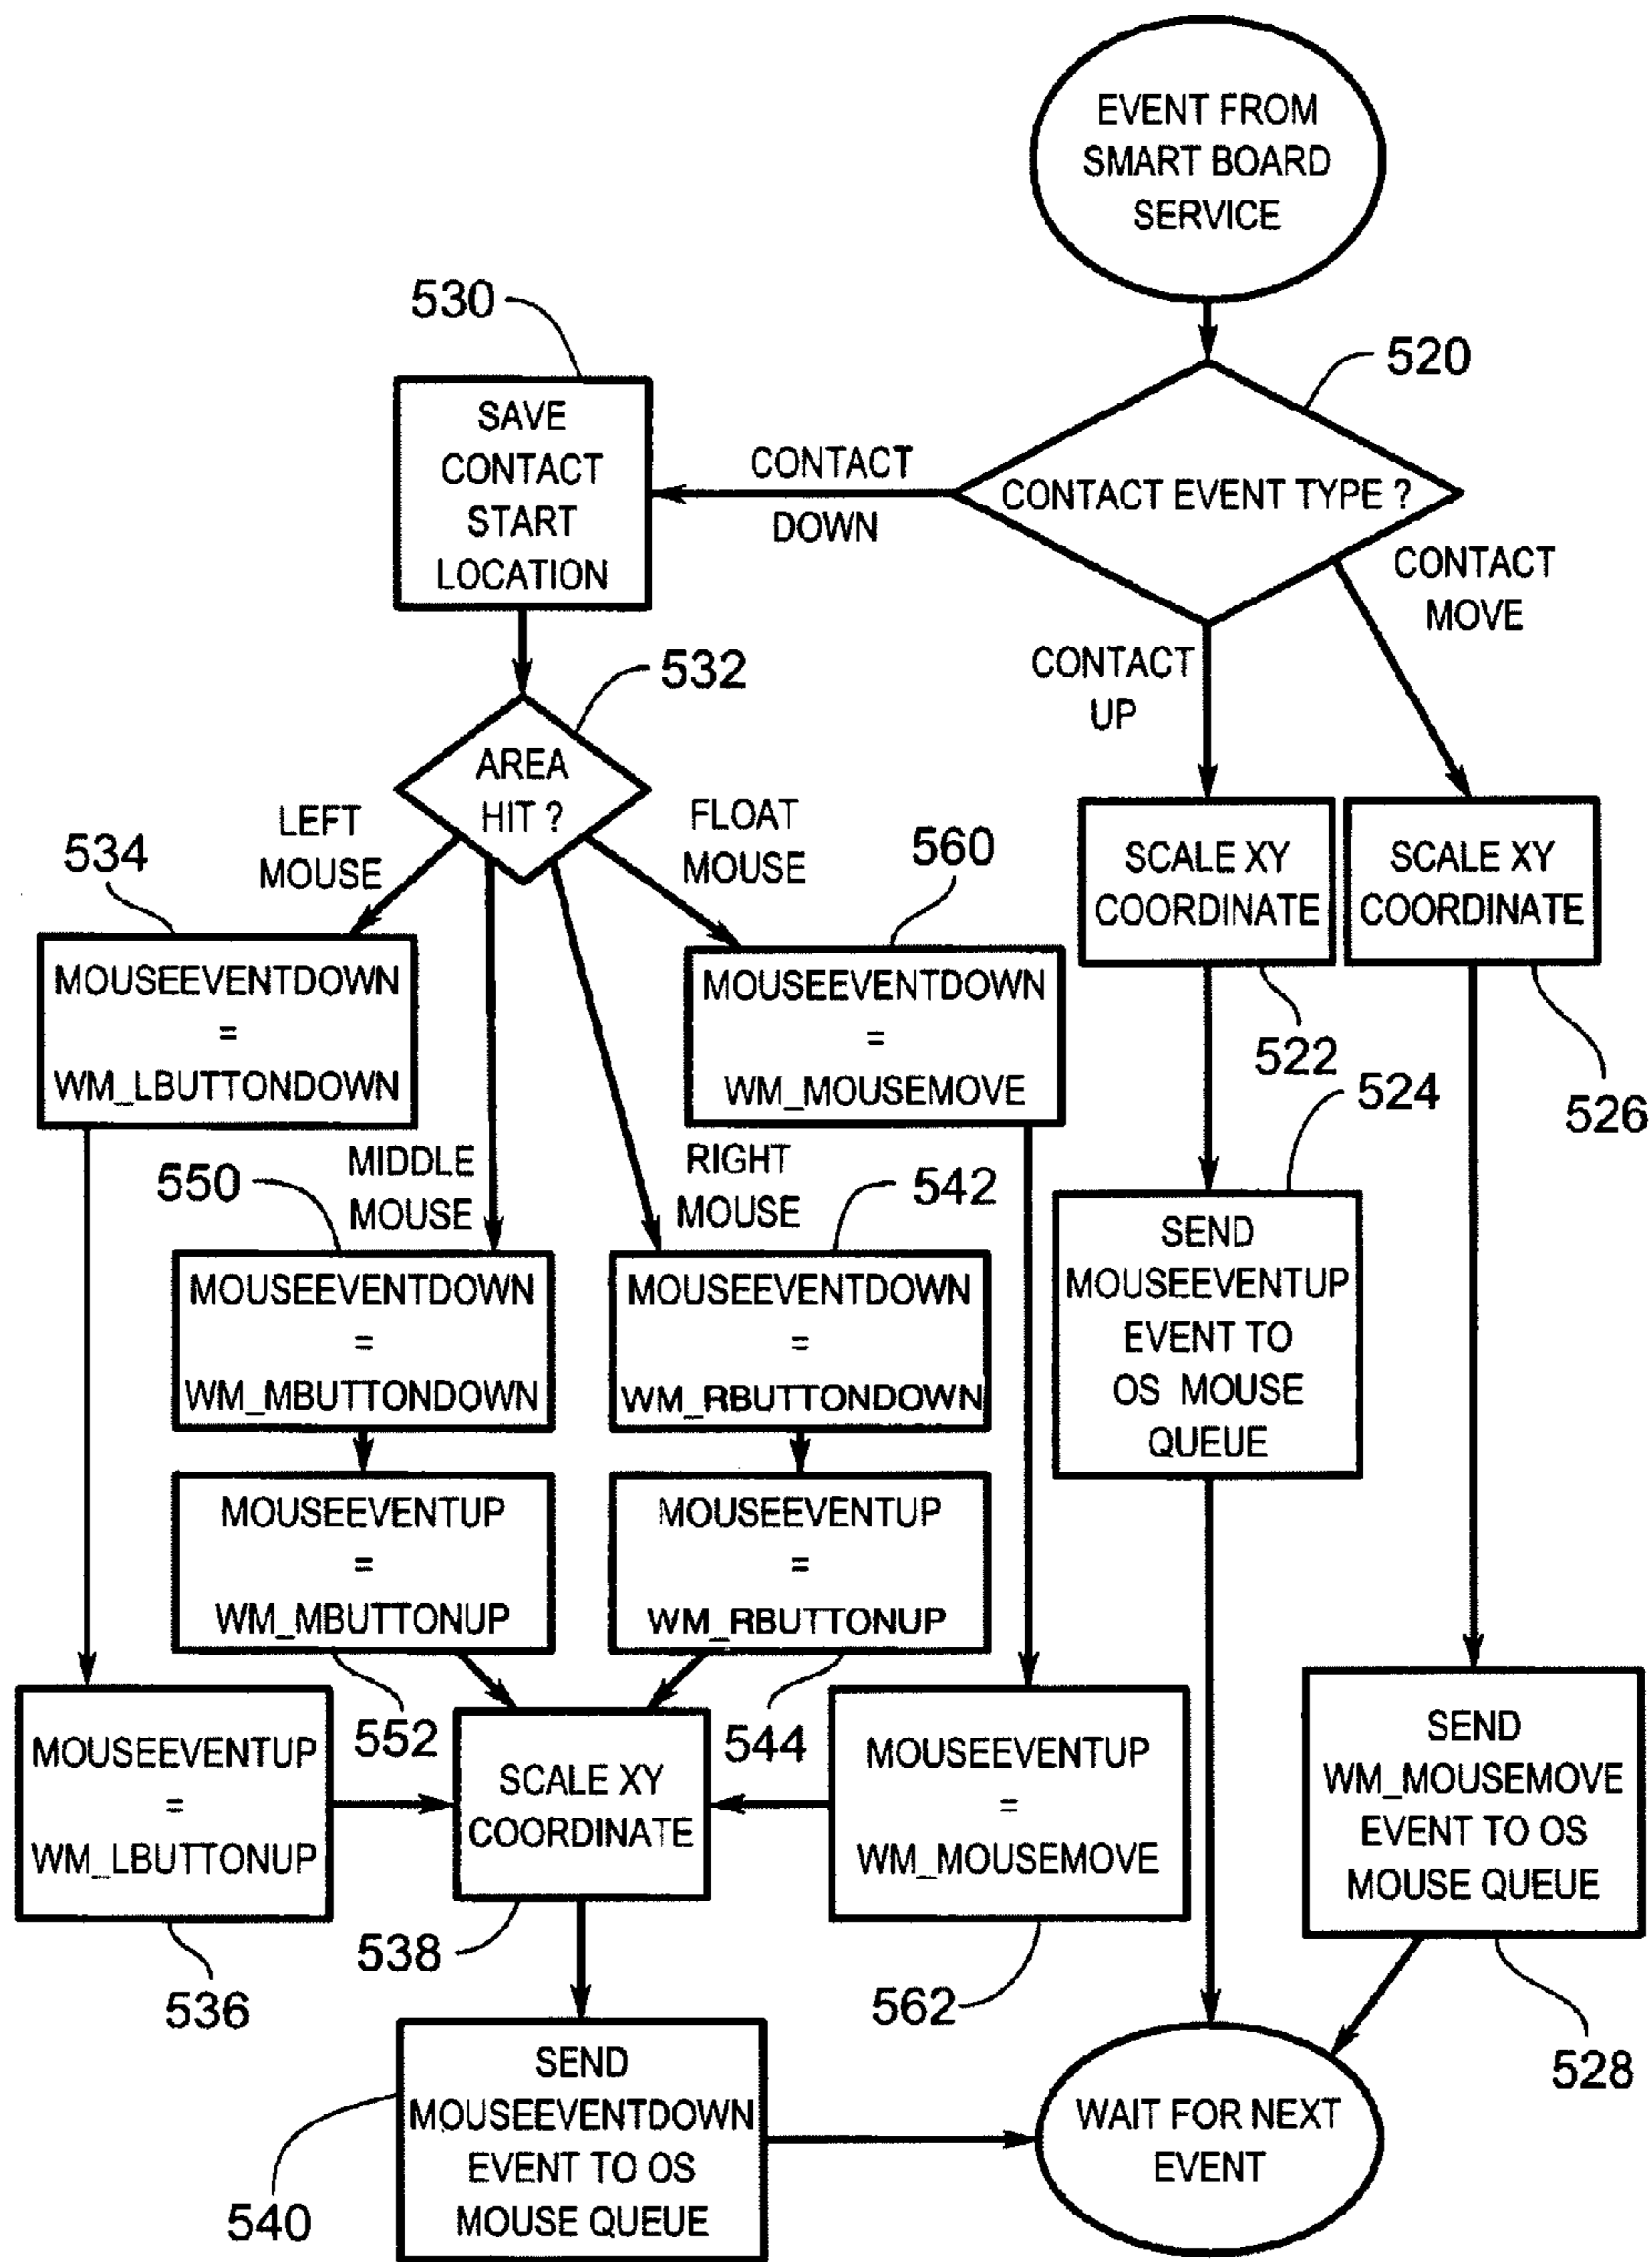 EVENT FROM
SMART BOARD
SERVICE
530
520
SAVE
CONTACT
START
LOCATION
CONTACT
DOWN
CONTACT EVENT TYPE ?
CONTACT
MOVE
CONTACT
UP
532
AREA
HIT ?
LEFT
MOUSE
FLOAT
MOUSE
534
560
SCALE XY
COORDINATE
SCALE XY
COORDINATE
MOUSEEVENTDOWN
=
WM_LBUTTONDOWN
MOUSEEVENTDOWN
=
WM_MOUSEMOVE
522
526
524
MIDDLE
MOUSE
RIGHT
MOUSE
550
542
MOUSEEVENTDOWN
=
WM_MBUTTONDOWN
MOUSEEVENTDOWN
=
WM_RBUTTONDOWN
SEND
MOUSEEVENTUP
EVENT TO
OS MOUSE
QUEUE
MOUSEEVENTUP
=
WM_MBUTTONUP
MOUSEEVENTUP
=
WM_RBUTTONUP
552
544
MOUSEEVENTUP
=
WM_LBUTTONUP
SCALE XY
COORDINATE
MOUSEEVENTUP
=
WM_MOUSEMOVE
SEND
WM_MOUSEMOVE
EVENT TO OS
MOUSE QUEUE
536
538
562
528
SEND
MOUSEEVENTDOWN
EVENT TO OS
MOUSE QUEUE
540
WAIT FOR NEXT
EVENT